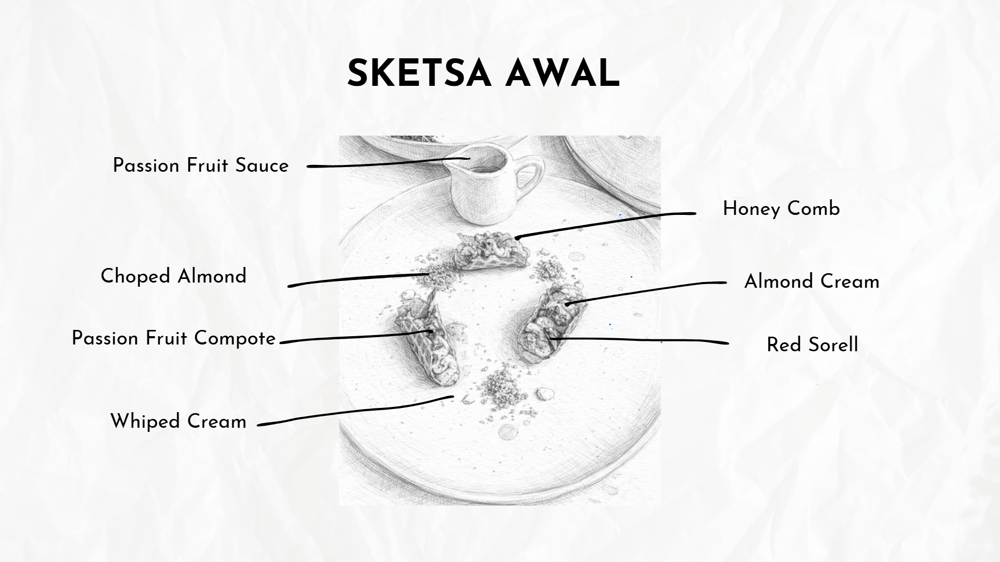 SKETSA AWAL
Passion Fruit Sauce
Honey Comb
Choped Almond
Almond Cream
Passion Fruit Compote
Red Sorell
Whiped Cream